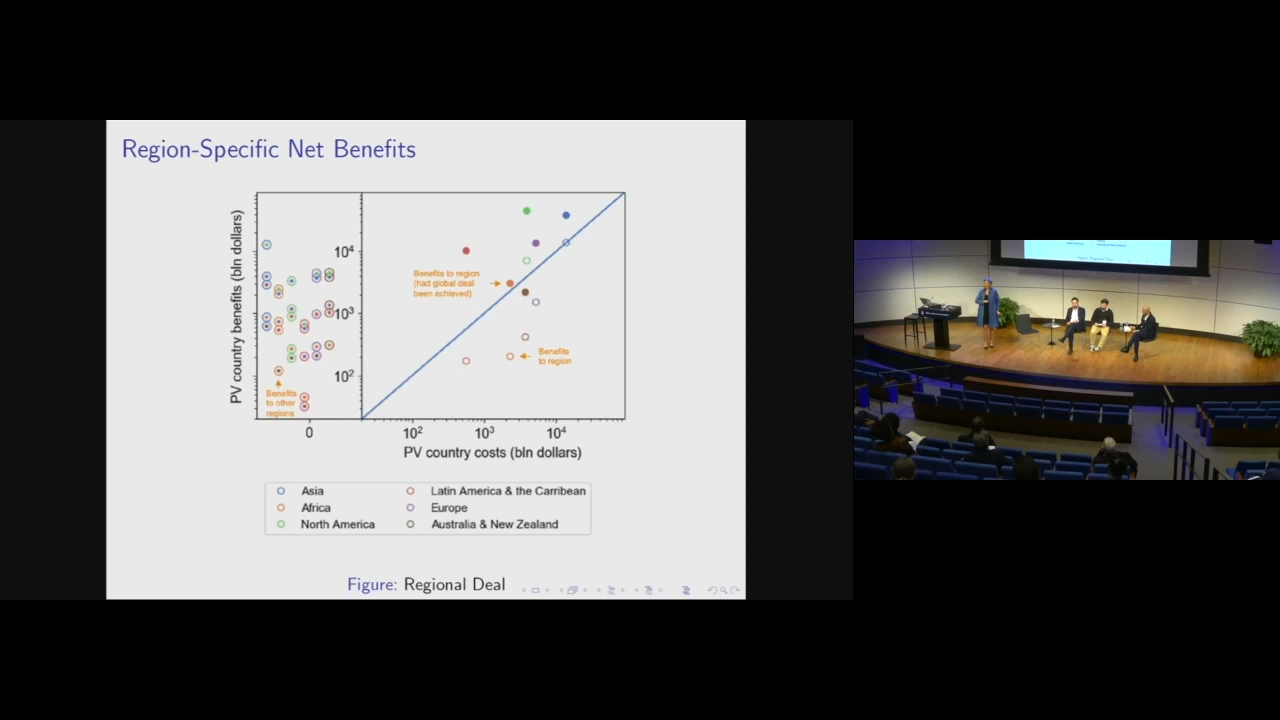 Region-Specific Net Benefits
PV country benefits (bln dollars)
10⁴
10³
10²
Benefits to region
(had global deal
been achieved)
Benefits
to region
Benefits
to other
regions
0
10²
10³
10⁴
PV country costs (bln dollars)
Asia
Latin America & the Carribean
Africa
Europe
North America
Australia & New Zealand
Figure: Regional Deal